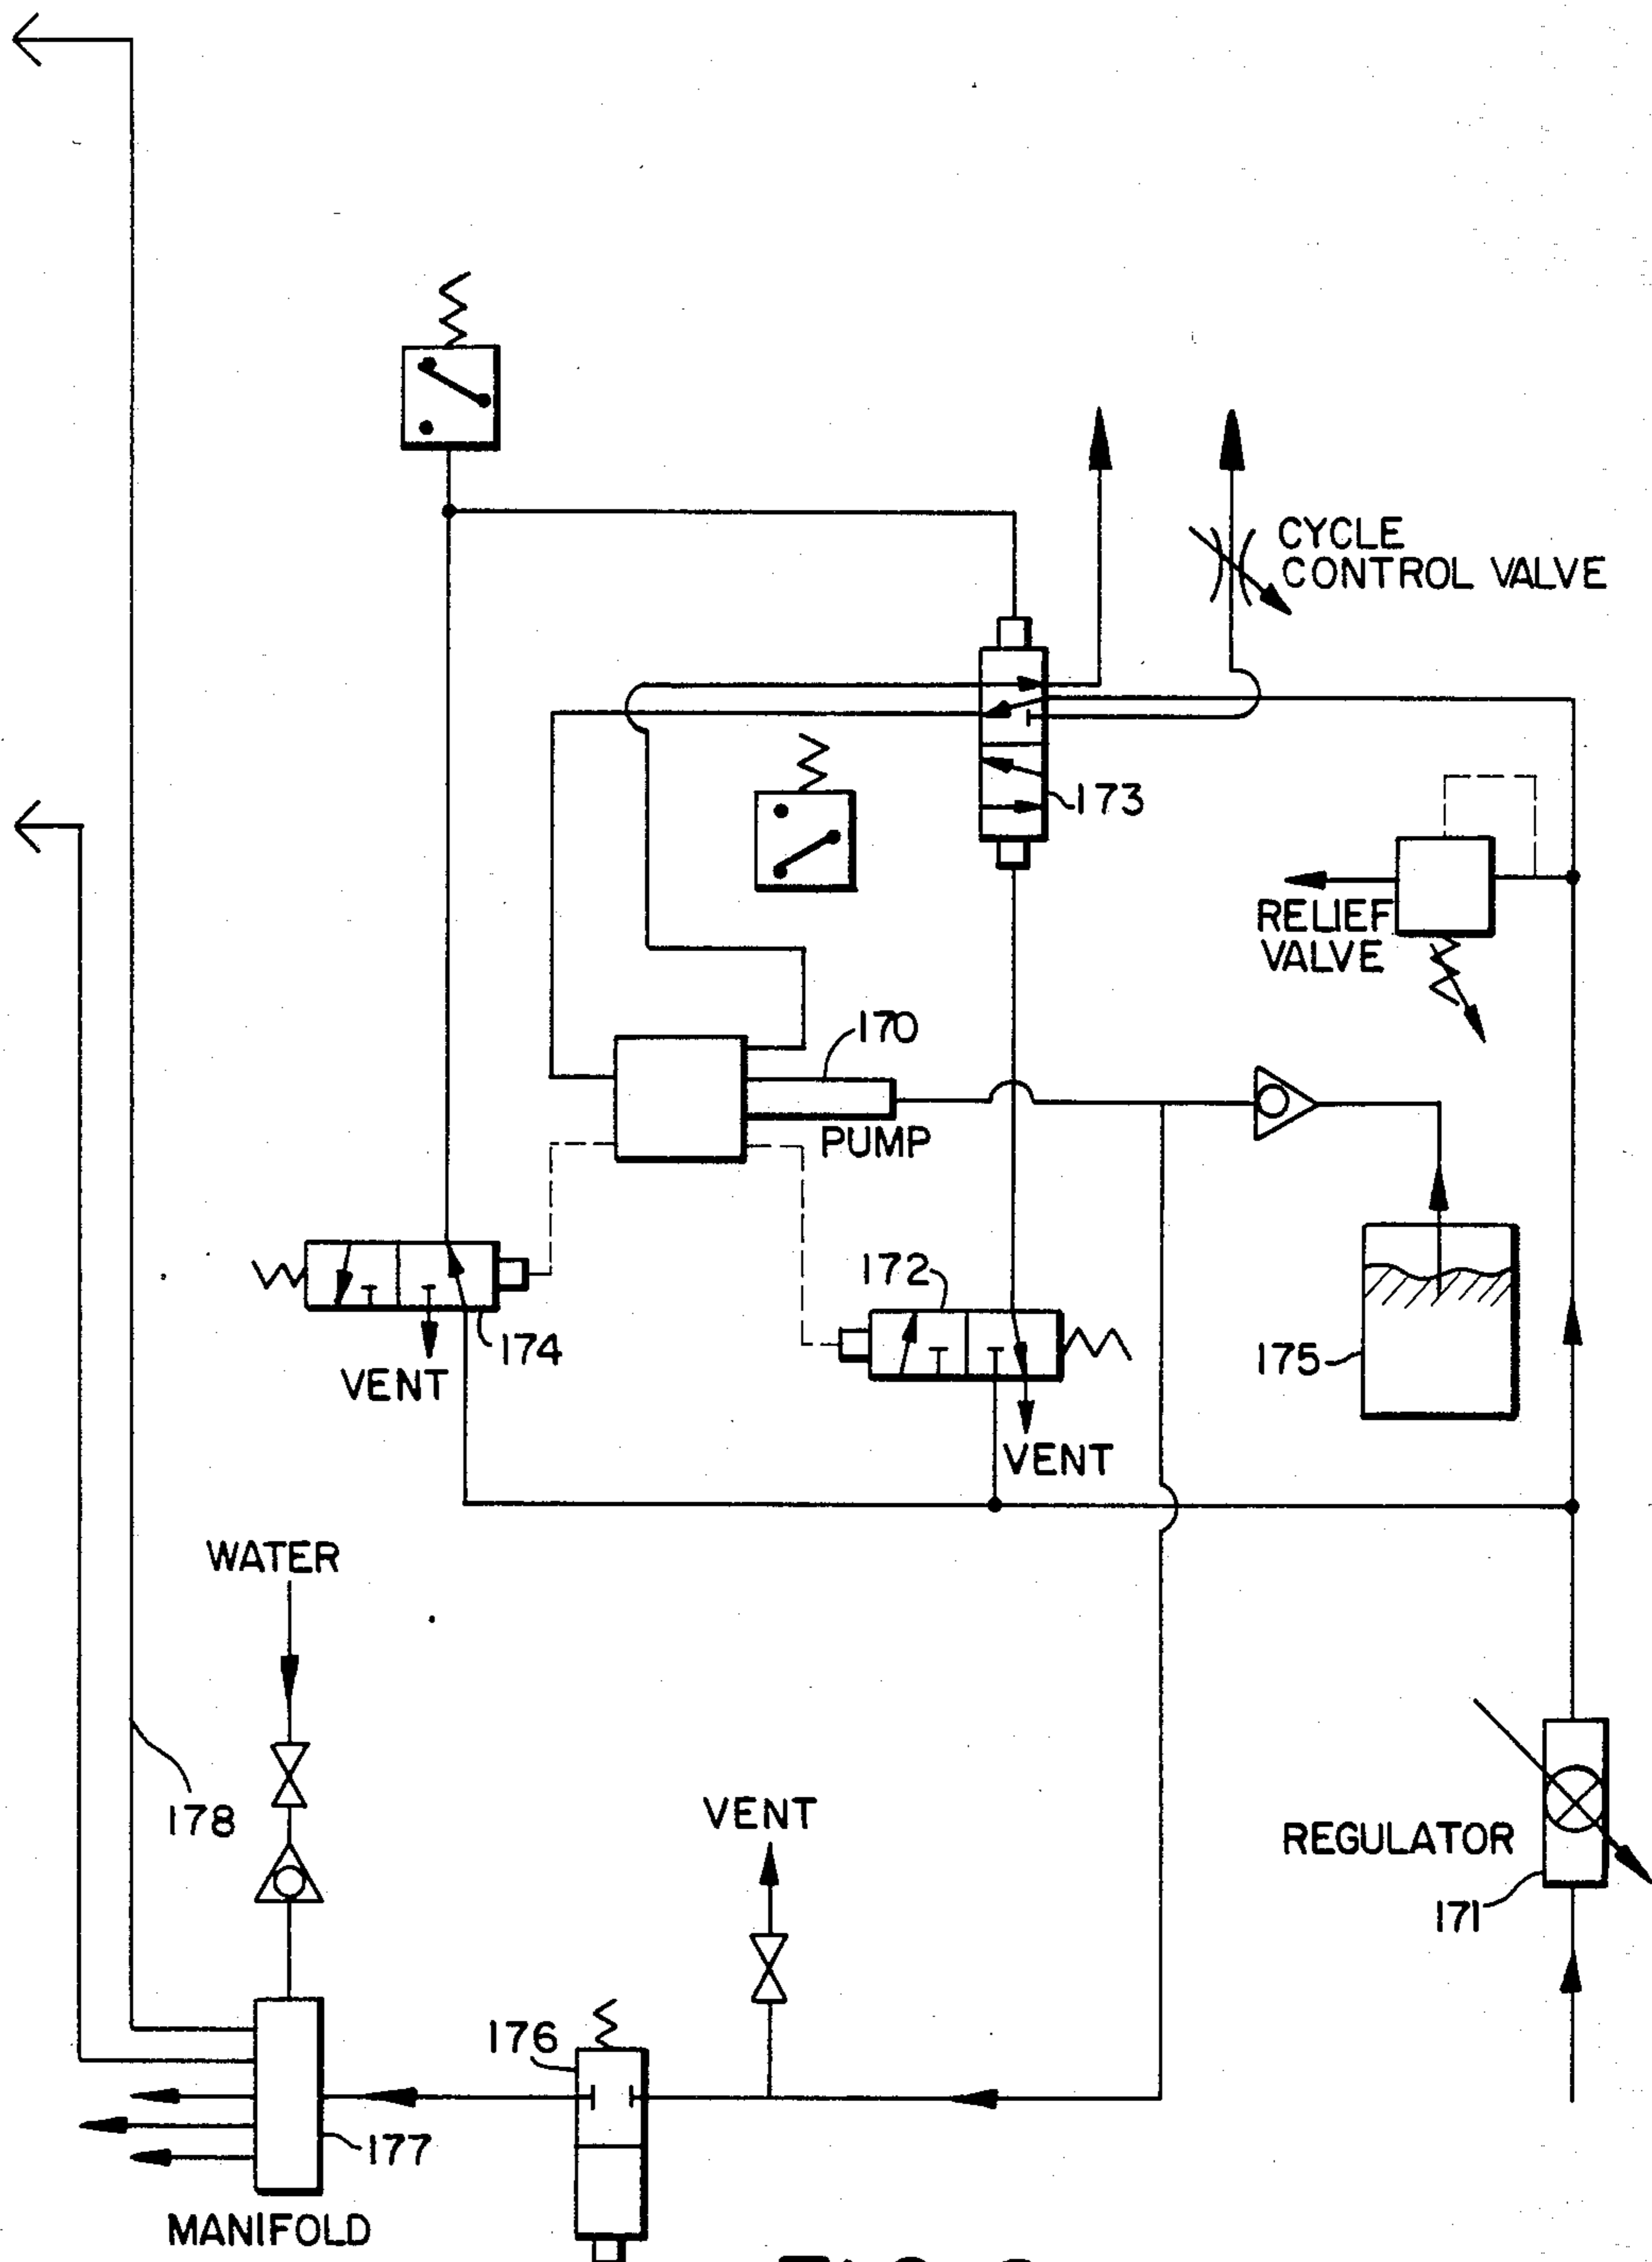 CYCLE
CONTROL VALVE
173
RELIEF
VALVE
170
PUMP
172
174
175
VENT
VENT
WATER
178
VENT
REGULATOR
171
176
177
MANIFOLD